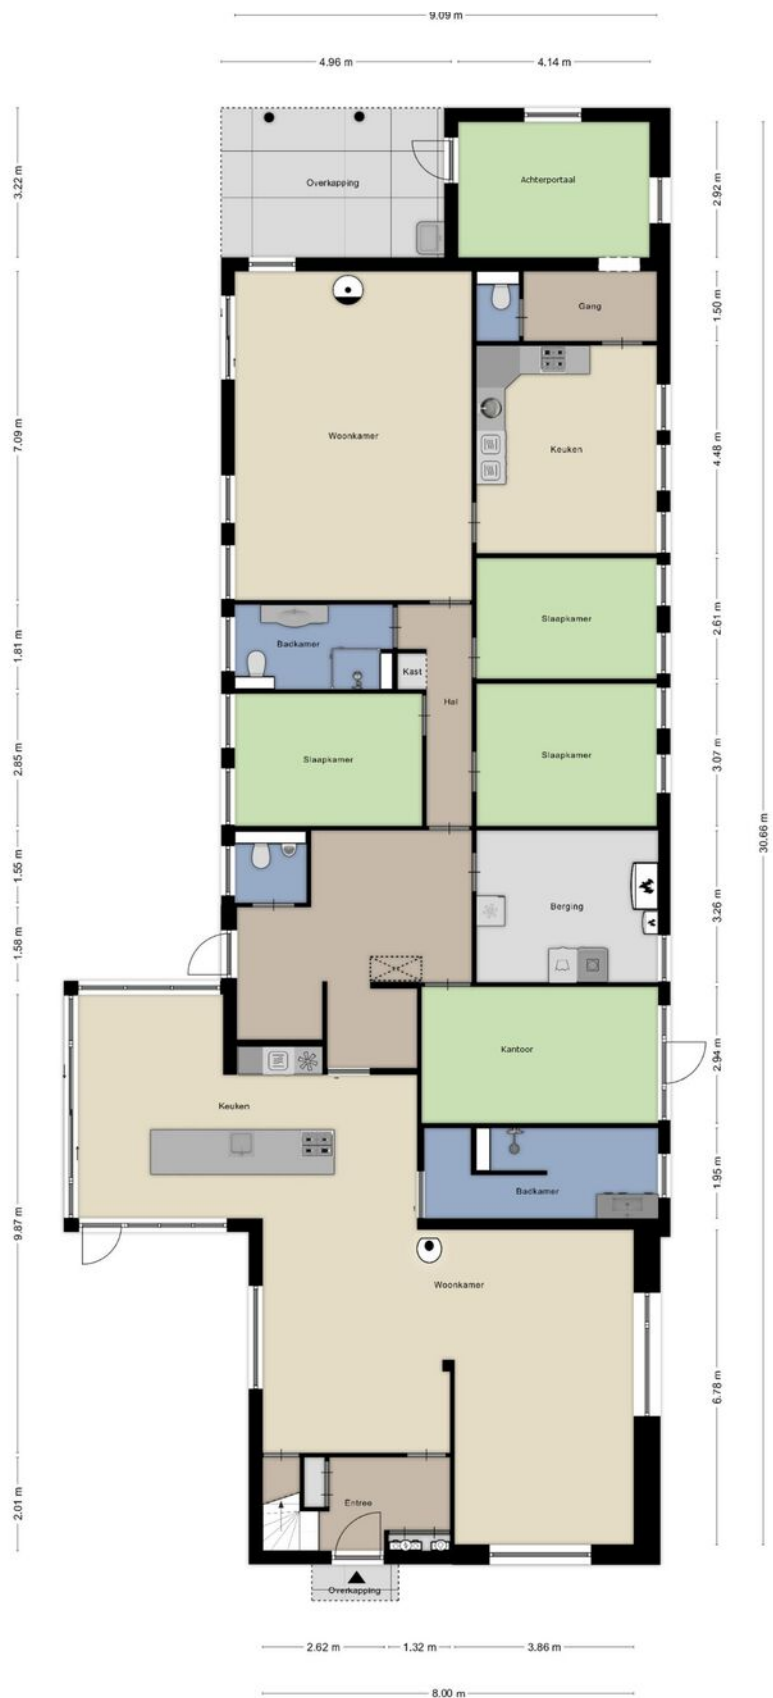 9.09 m
4.96 m
4.14 m
3.22 m
2.92 m
Overkapping
Achterportaal
1.50 m
Gang
7.09 m
Woonkamer
4.48 m
Keuken
1.81 m
Badkamer
Kast
Hal
Slaapkamer
2.61 m
2.85 m
Slaapkamer
Slaapkamer
3.07 m
30.66 m
1.55 m
1.58 m
Berging
3.26 m
Kantoor
2.94 m
Keuken
Badkamer
1.95 m
9.87 m
Woonkamer
6.78 m
2.01 m
Entree
Overkapping
2.62 m
1.32 m
3.86 m
8.00 m